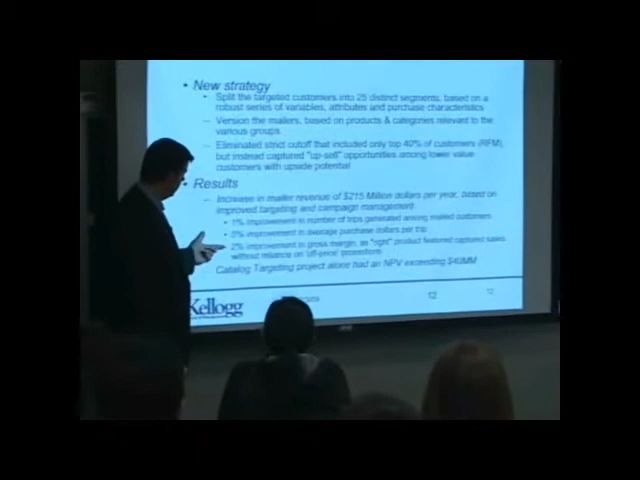 • New strategy
• Split the targeted customers into 25 distinct segments, based on a
robust series of variables, attributes and purchase characteristics
– Version the mailers, based on products & categories relevant to the
various groups.
– Eliminated strict cutoff that included only top 40% of customers (RFM),
but instead captured "up-sell" opportunities among lower value
customers with upside potential
• Results
– Increase in mailer revenue of $215 Million dollars per year, based on
improved targeting and campaign management.
• 1% improvement in number of trips generated among mailed customers
• 5% improvement in average purchase dollars per trip
• 2% improvement in gross margin, as "right" product featured captured sales
without reliance on promotions
Catalog Targeting project alone had an NPV exceeding $40MM
Kellogg
12
12